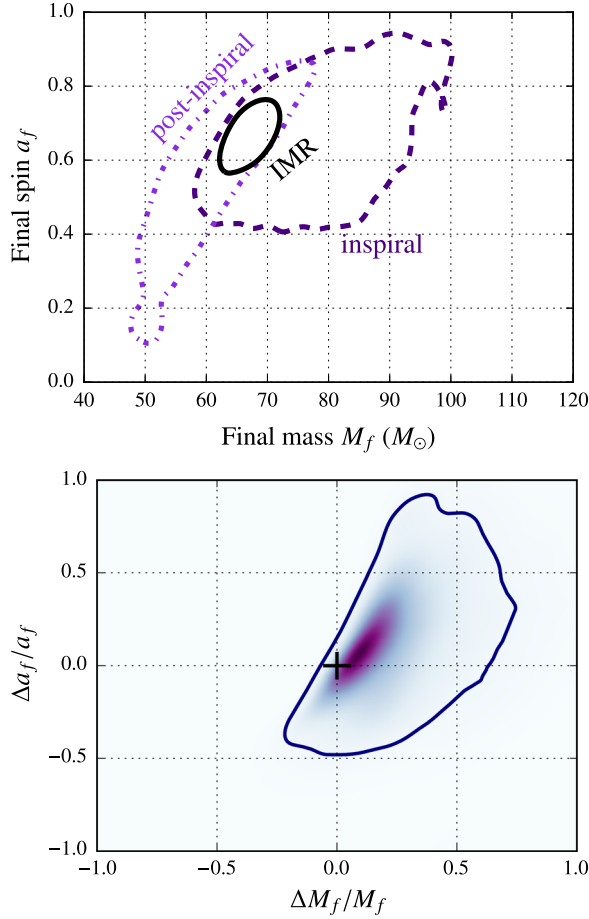 1.0
0.8
0.6
0.4
0.2
0.0
Final spin a_f
post-inspiral
IMR
inspiral
40 50 60 70 80 90 100 110 120
Final mass M_f (M_⊙)
1.0
0.5
0.0
−0.5
−1.0
Δa_f/a_f
−1.0 −0.5 0.0 0.5 1.0
ΔM_f/M_f